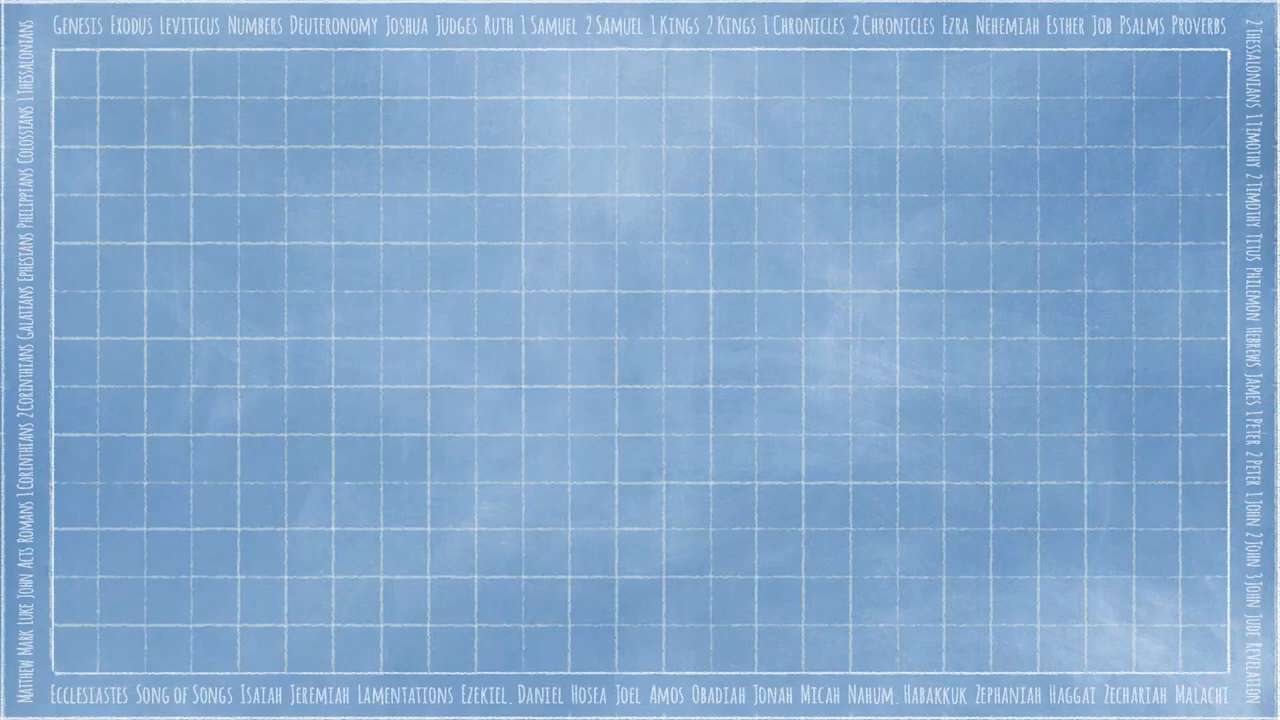 Genesis Exodus Leviticus Numbers Deuteronomy Joshua Judges Ruth 1 Samuel 2 Samuel 1 Kings 2 Kings 1 Chronicles 2 Chronicles Ezra Nehemiah Esther Job Psalms Proverbs
Ecclesiastes Song of Songs Isaiah Jeremiah Lamentations Ezekiel. Daniel Hosea Joel Amos Obadiah Jonah Micah Nahum. Habakkuk Zephaniah Haggai Zechariah Malachi
Matthew Mark Luke John Acts Romans 1 Corinthians 2 Corinthians Galatians Ephesians Philippians Colossians 1 Thessalonians
2 Thessalonians 1 Timothy 2 Timothy Titus Philemon Hebrews James 1 Peter 2 Peter 1 John 2 John 3 John Jude Revelation